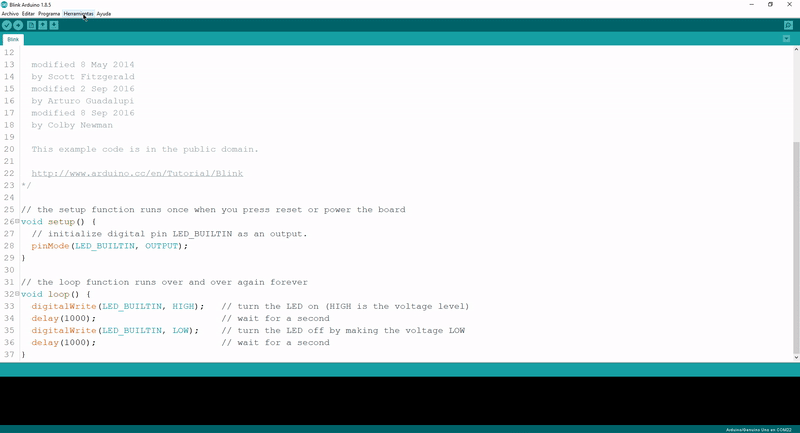 Blink Arduino 1.8.5
Archivo Editar Programa Herramientas Ayuda
Blink
12
13 modified 8 May 2014
14 by Scott Fitzgerald
15 modified 2 Sep 2016
16 by Arturo Guadalupi
17 modified 8 Sep 2016
18 by Colby Newman
19
20 This example code is in the public domain.
21
22 http://www.arduino.cc/en/Tutorial/Blink
23 */
24
25 // the setup function runs once when you press reset or power the board
26 void setup() {
27 // initialize digital pin LED_BUILTIN as an output.
28 pinMode(LED_BUILTIN, OUTPUT);
29 }
30
31 // the loop function runs over and over again forever
32 void loop() {
33 digitalWrite(LED_BUILTIN, HIGH); // turn the LED on (HIGH is the voltage level)
34 delay(1000); // wait for a second
35 digitalWrite(LED_BUILTIN, LOW); // turn the LED off by making the voltage LOW
36 delay(1000); // wait for a second
37 }
Arduino/Genuino Uno en COM22